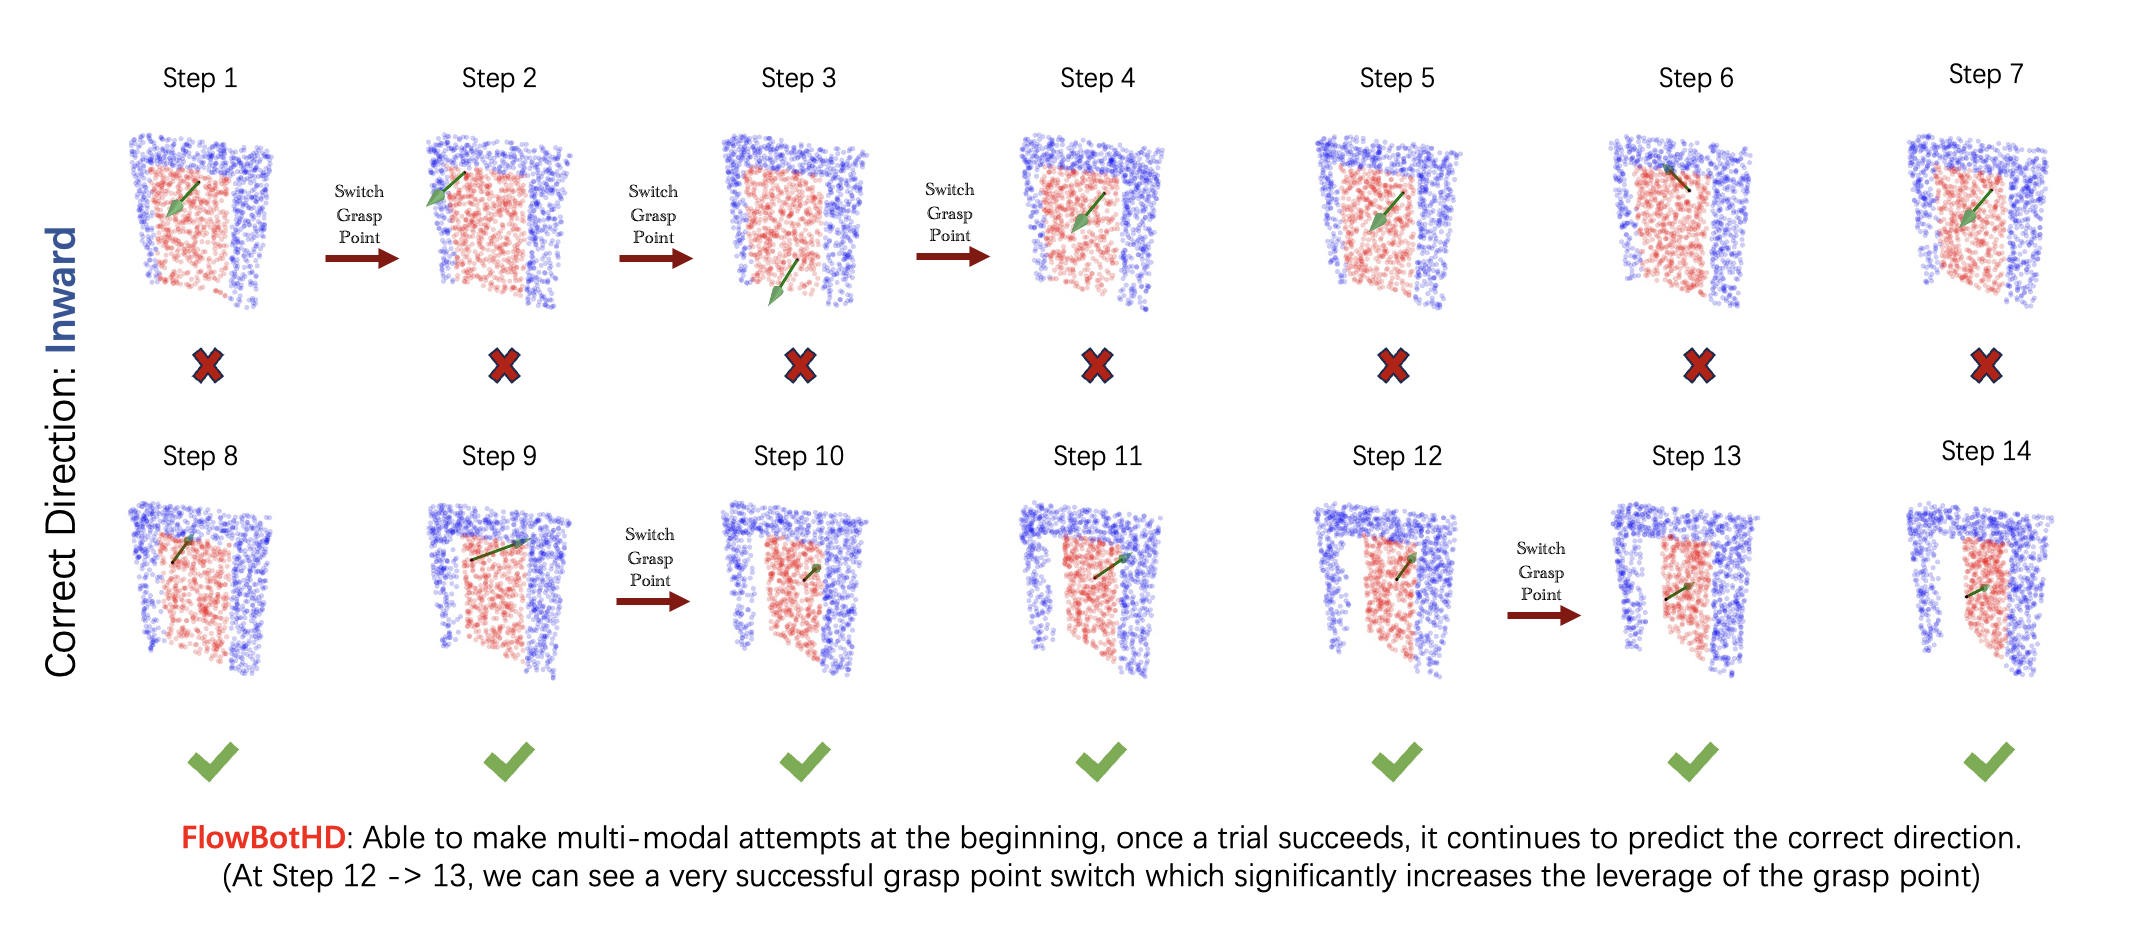 Correct Direction: Inward
Step 1
Step 2
Step 3
Step 4
Step 5
Step 6
Step 7
Switch
Grasp
Point
Switch
Grasp
Point
Switch
Grasp
Point
Step 8
Step 9
Step 10
Step 11
Step 12
Step 13
Step 14
Switch
Grasp
Point
Switch
Grasp
Point
FlowBotHD: Able to make multi-modal attempts at the beginning, once a trial succeeds, it continues to predict the correct direction.
(At Step 12 -> 13, we can see a very successful grasp point switch which significantly increases the leverage of the grasp point)